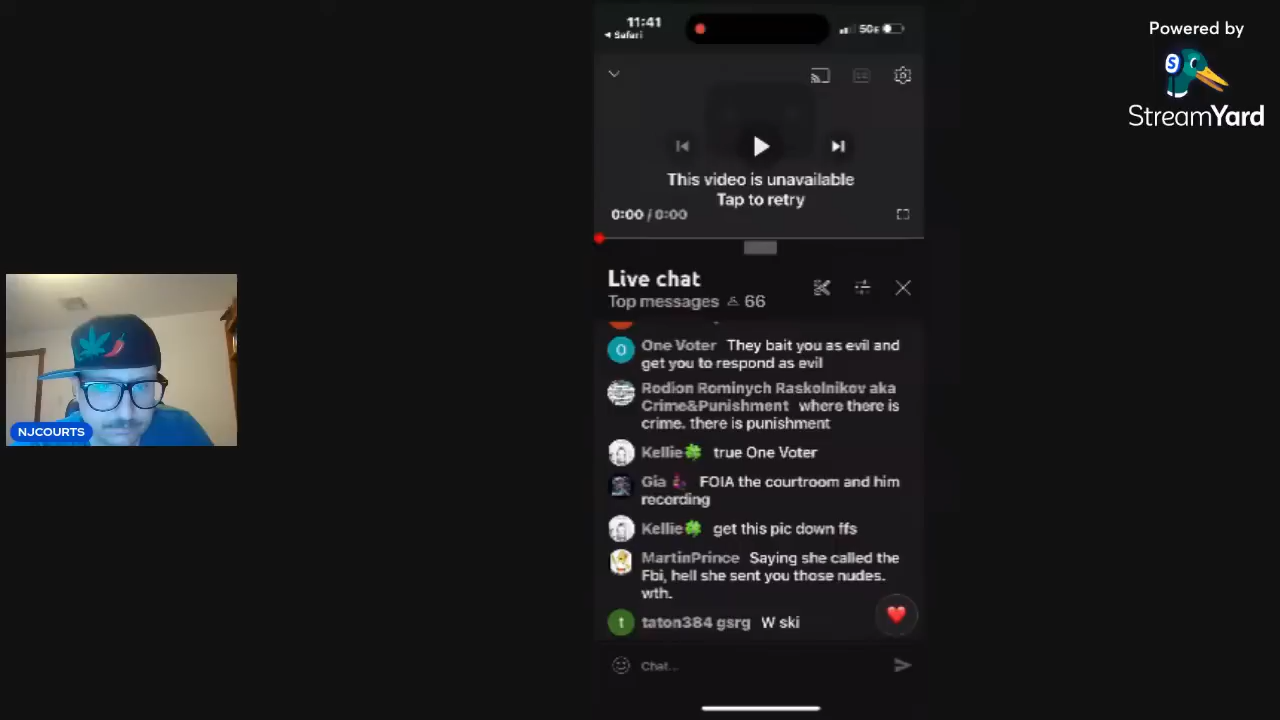 11:41
◀ Safari
5GE
Powered by
StreamYard
This video is unavailable
Tap to retry
0:00 / 0:00
Live chat
Top messages 66
One Voter They bait you as evil and
get you to respond as evil
Rodion Rominych Raskolnikov aka
Crime&Punishment where there is
crime. there is punishment
Kellie🍀 true One Voter
Gia FOIA the courtroom and him
recording
Kellie🍀 get this pic down ffs
MartinPrince Saying she called the
Fbi, hell she sent you those nudes.
wth.
taton384 gsrg W ski
Chat...
NJCOURTS